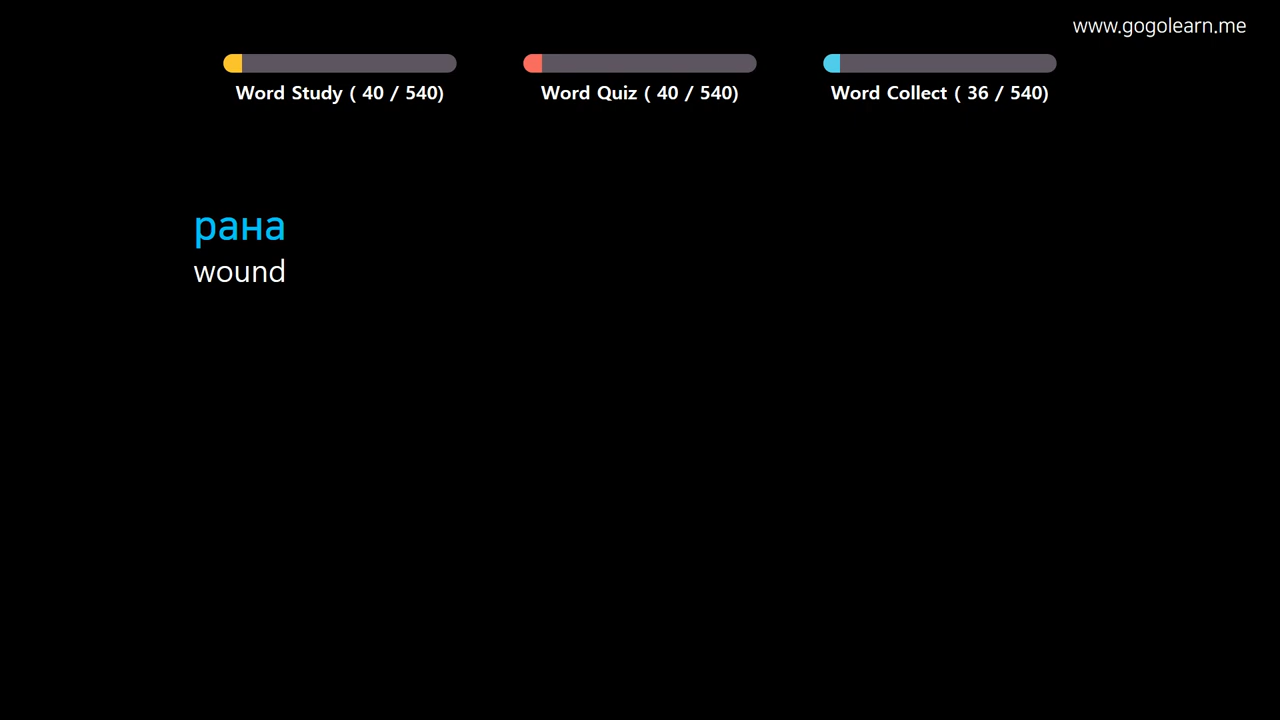 www.gogolearn.me
Word Study ( 40 / 540)
Word Quiz ( 40 / 540)
Word Collect ( 36 / 540)
рана
wound